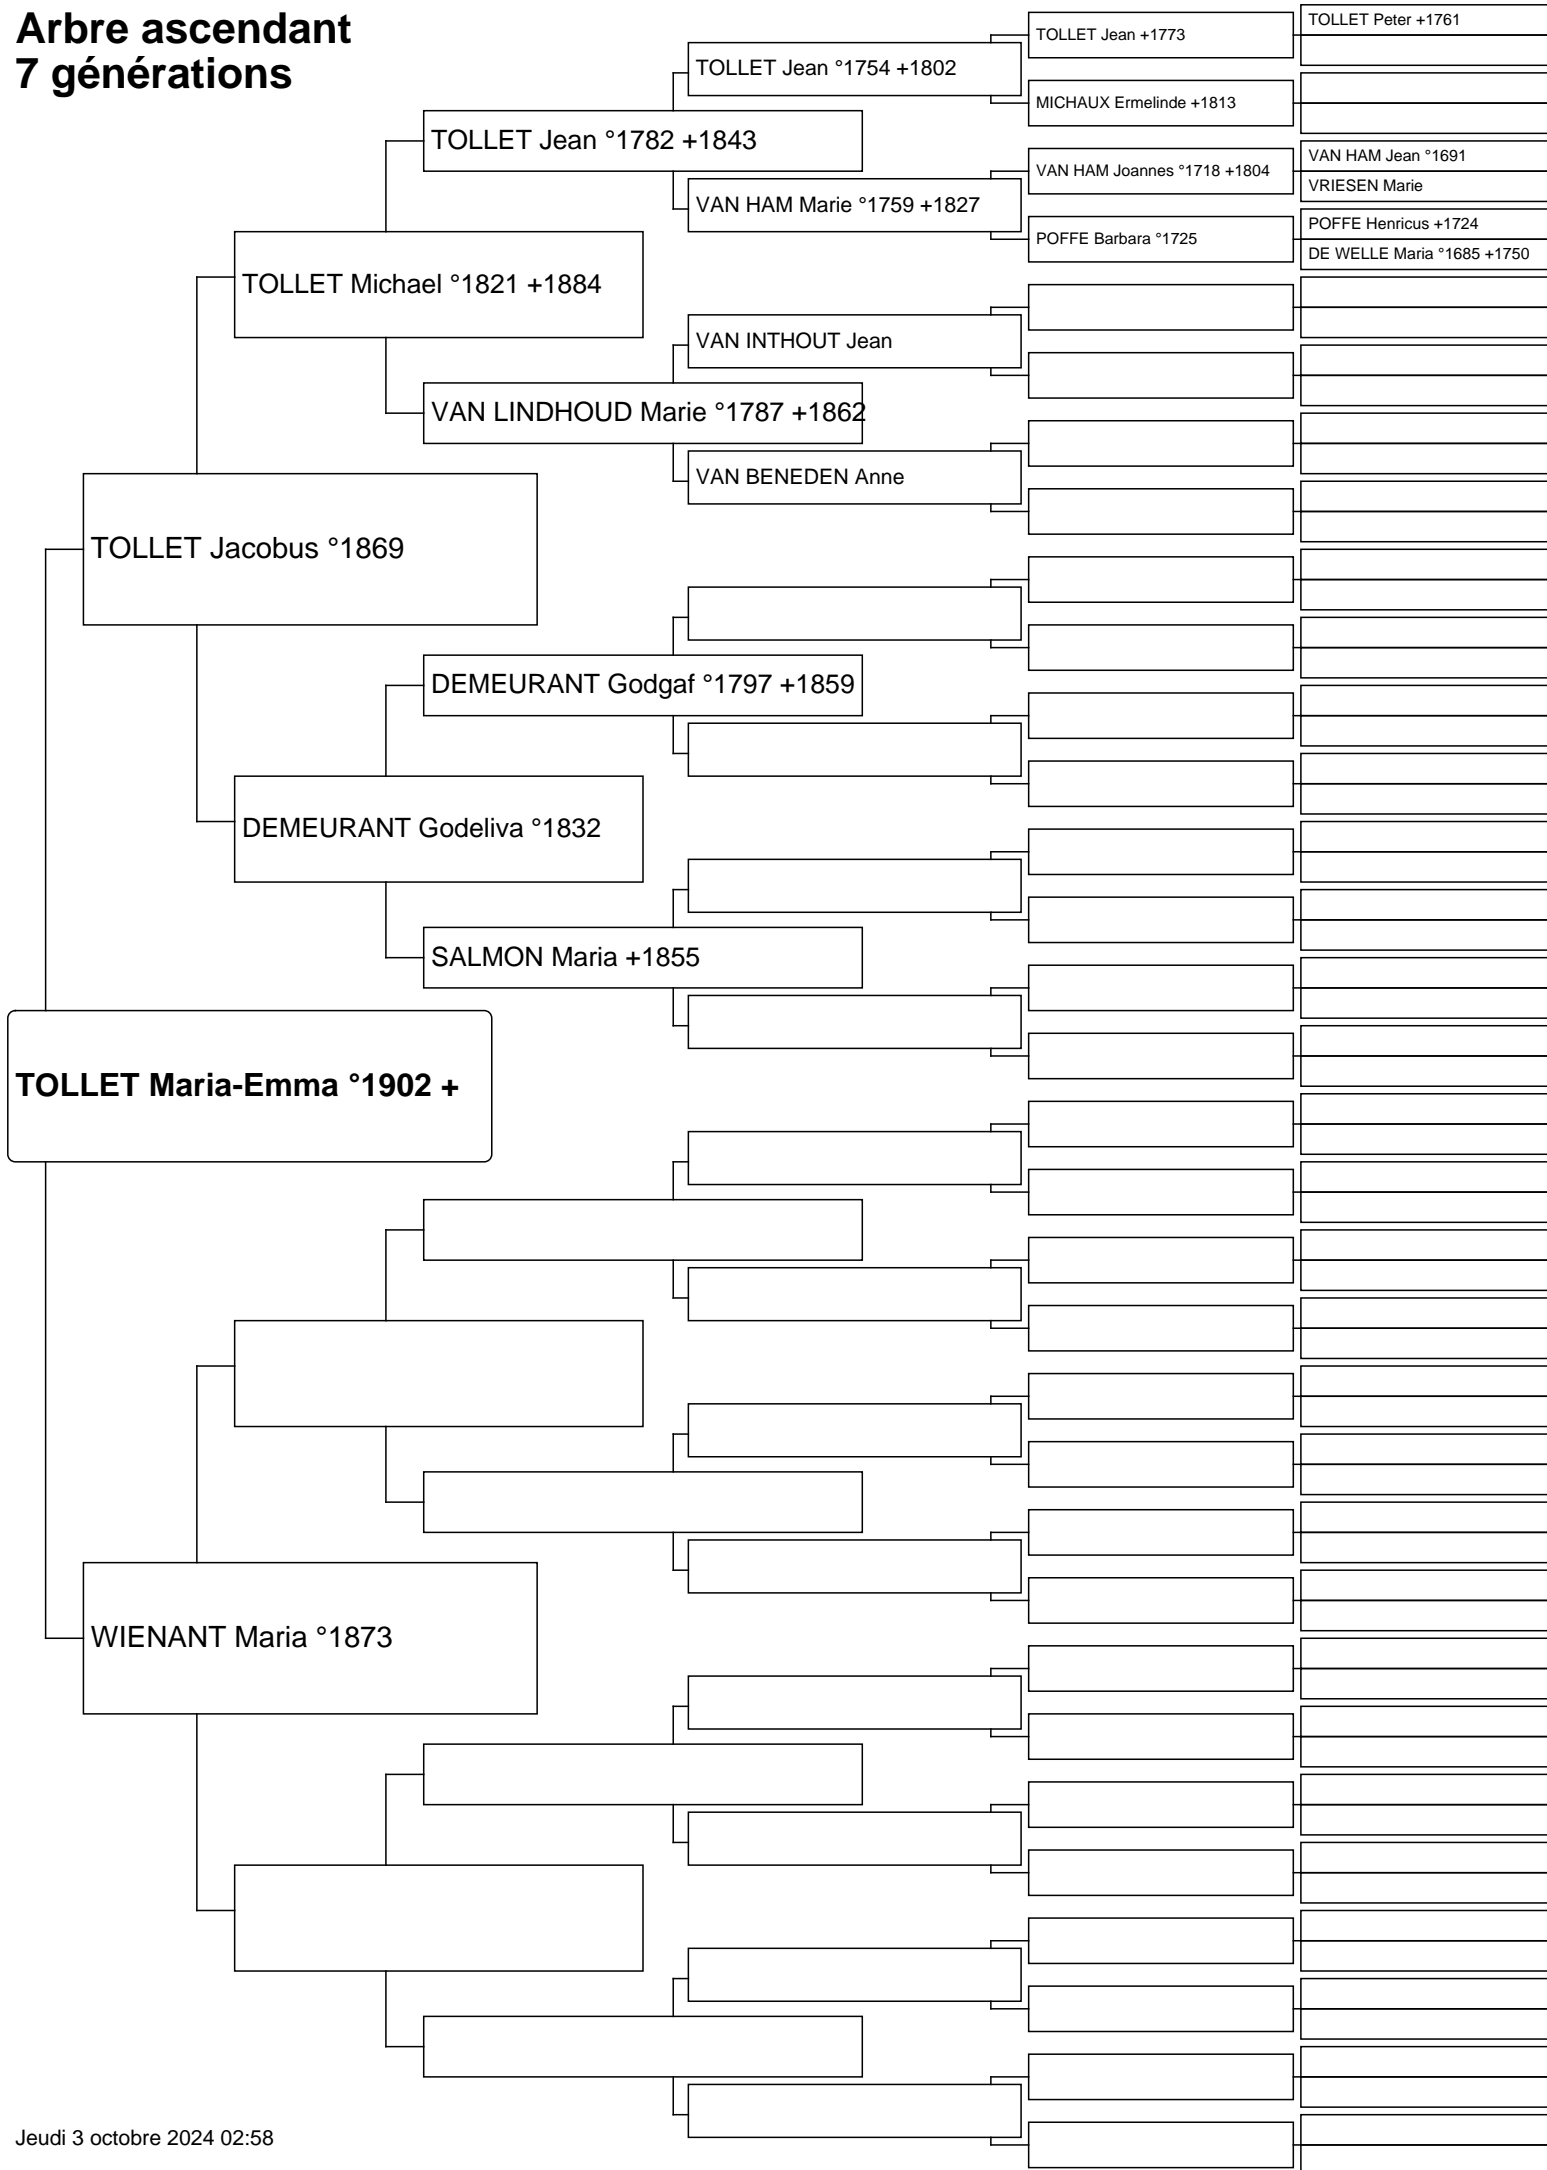 Arbre ascendant
7 générations
TOLLET Peter +1761
TOLLET Jean +1773
TOLLET Jean °1754 +1802
MICHAUX Ermelinde +1813
TOLLET Jean °1782 +1843
VAN HAM Jean °1691
VAN HAM Joannes °1718 +1804
VRIESEN Marie
VAN HAM Marie °1759 +1827
POFFE Henricus +1724
POFFE Barbara °1725
DE WELLE Maria °1685 +1750
TOLLET Michael °1821 +1884
VAN INTHOUT Jean
VAN LINDHOUD Marie °1787 +1862
VAN BENEDEN Anne
TOLLET Jacobus °1869
DEMEURANT Godgaf °1797 +1859
DEMEURANT Godeliva °1832
SALMON Maria +1855
TOLLET Maria-Emma °1902 +
WIENANT Maria °1873
Jeudi 3 octobre 2024 02:58